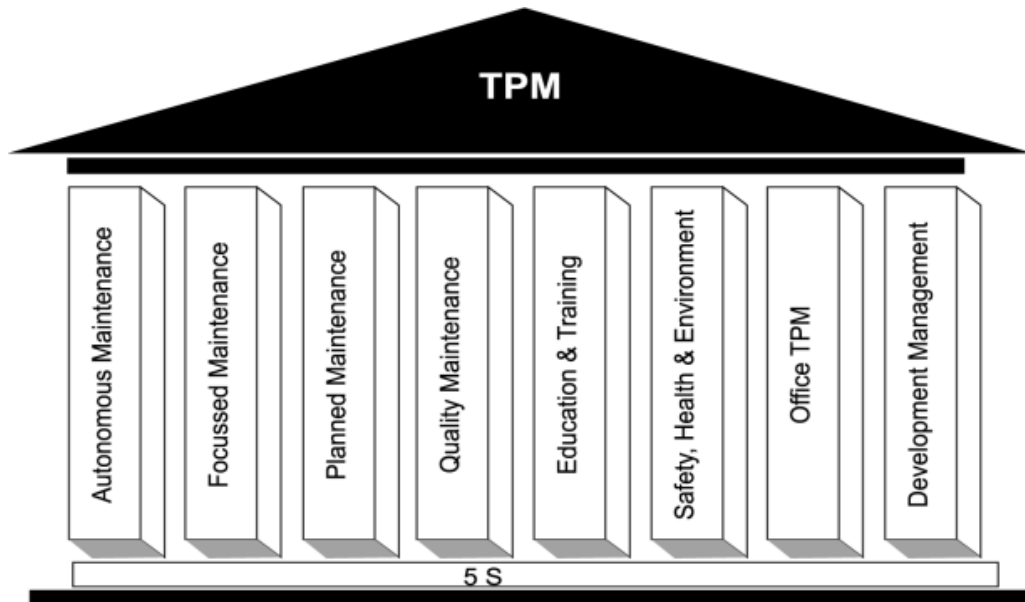 TPM
Autonomous Maintenance
Focussed Maintenance
Planned Maintenance
Quality Maintenance
Education & Training
Safety, Health & Environment
Office TPM
Development Management
5 S